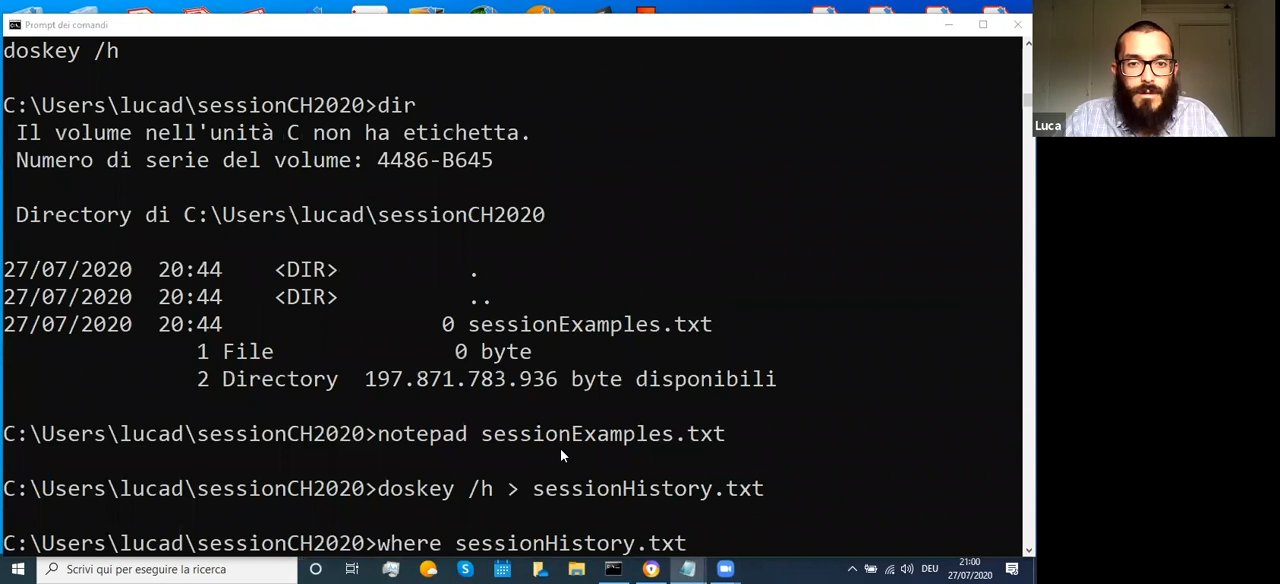 Prompt dei comandi
doskey /h
C:\Users\lucad\sessionCH2020>dir
Il volume nell'unità C non ha etichetta.
Numero di serie del volume: 4486-B645
Directory di C:\Users\lucad\sessionCH2020
27/07/2020 20:44 <DIR> .
27/07/2020 20:44 <DIR> ..
27/07/2020 20:44 0 sessionExamples.txt
1 File 0 byte
2 Directory 197.871.783.936 byte disponibili
C:\Users\lucad\sessionCH2020>notepad sessionExamples.txt
C:\Users\lucad\sessionCH2020>doskey /h > sessionHistory.txt
C:\Users\lucad\sessionCH2020>where sessionHistory.txt
Luca
Scrivi qui per eseguire la ricerca
DEU
21:00
27/07/2020